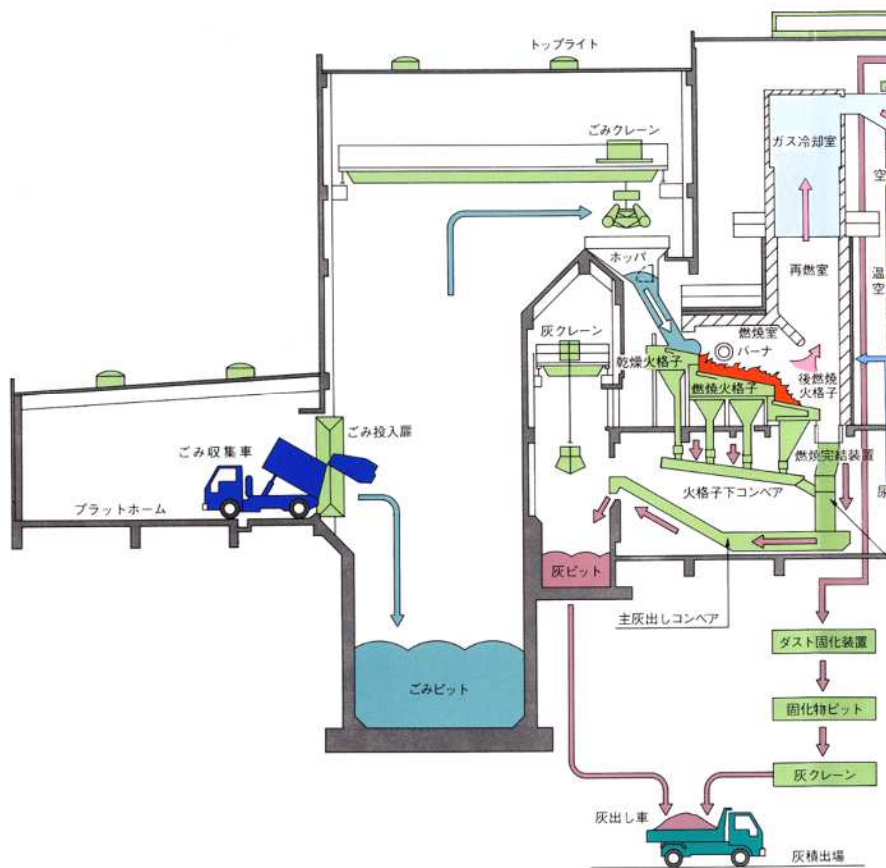 トップライト
ごみクレーン
ガス冷却室
空
ホッパ
再燃室
温
空
灰クレーン
燃焼室
バーナ
乾燥火格子
燃焼火格子
後燃焼
火格子
ごみ投入扉
ごみ収集車
燃焼完結装置
火格子下コンベア
プラットホーム
灰ピット
主灰出しコンベア
ダスト固化装置
ごみピット
固化物ピット
灰クレーン
灰出し車
灰積出場